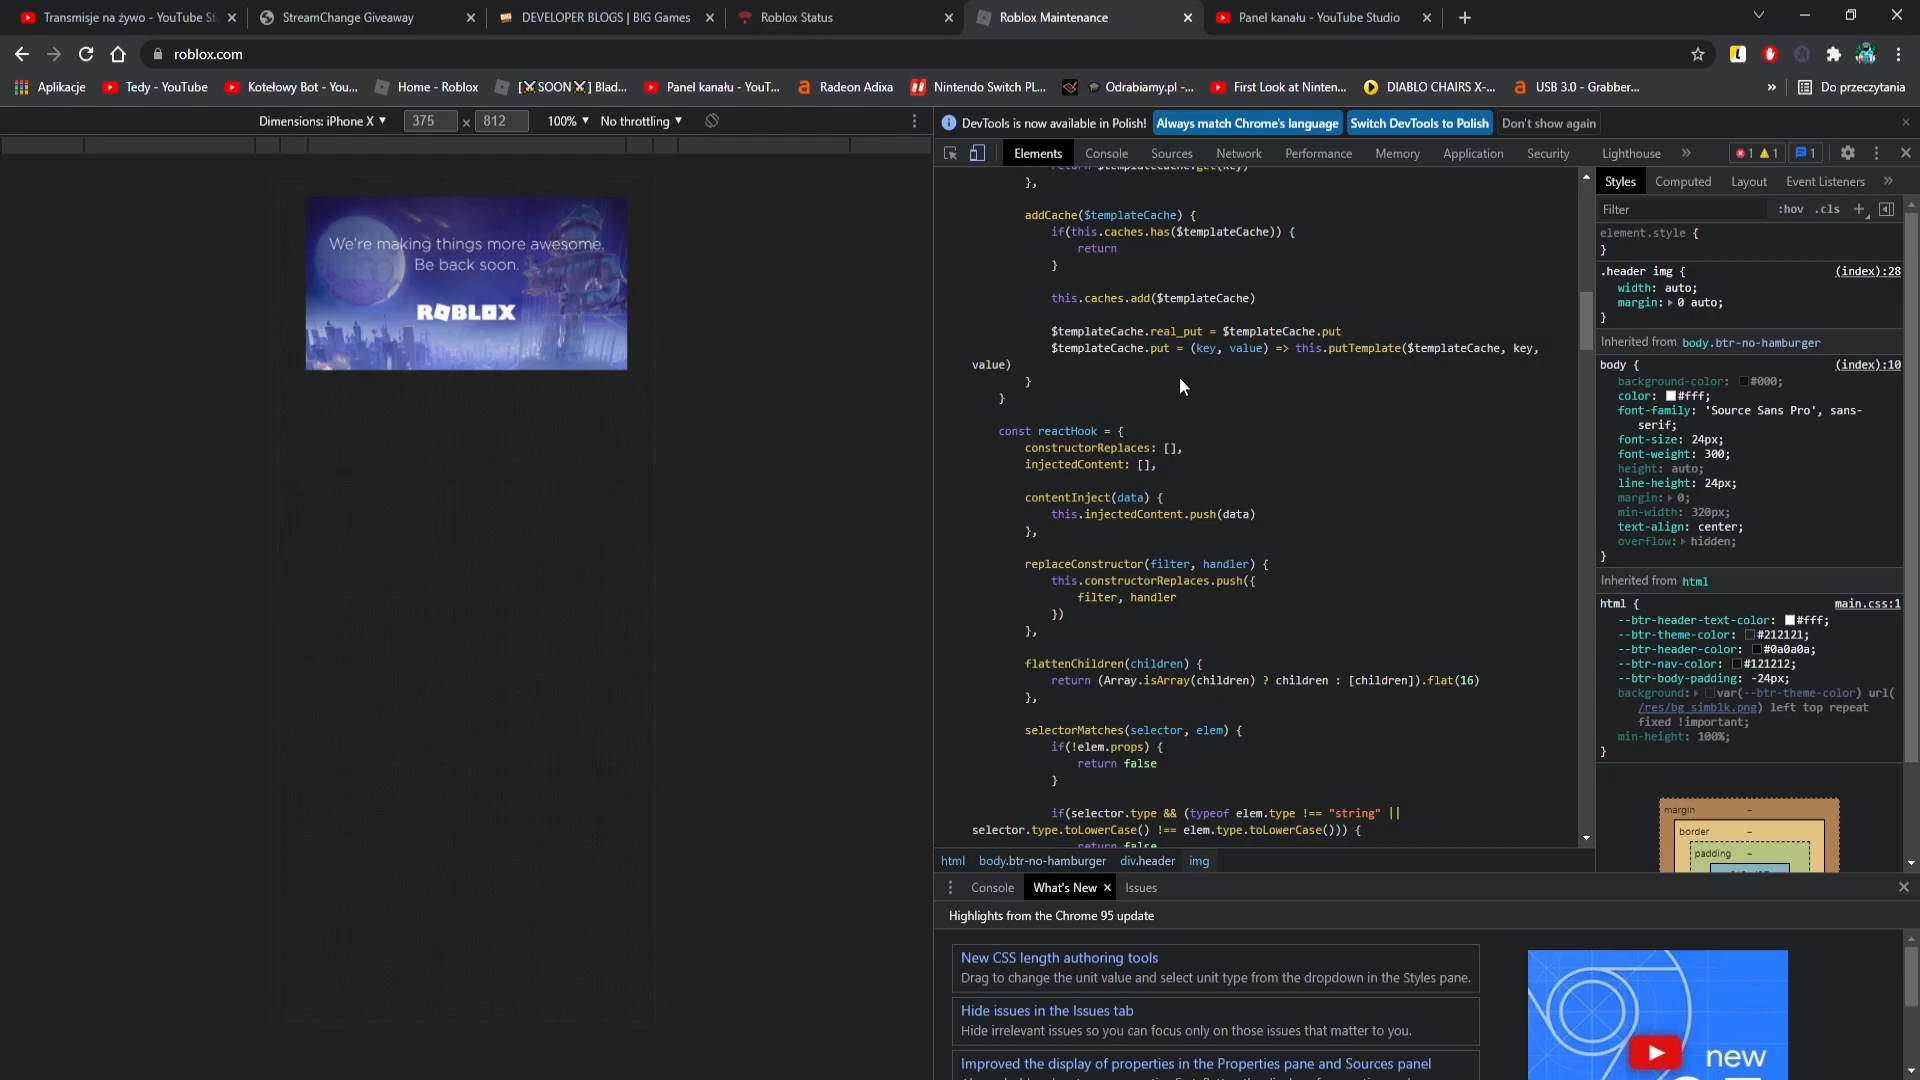 Transmisje na żywo - YouTube St
StreamChange Giveaway
DEVELOPER BLOGS | BIG Games
Roblox Status
Roblox Maintenance
Panel kanału - YouTube Studio
roblox.com
Aplikacje
Tedy - YouTube
Kotełowy Bot - You...
Home - Roblox
[⚔SOON⚔] Blad...
Panel kanału - YouT...
Radeon Adixa
Nintendo Switch PL...
Odrabiamy.pl -...
First Look at Ninten...
DIABLO CHAIRS X-...
USB 3.0 - Grabber...
»
Do przeczytania
Dimensions: iPhone X
375
x
812
100%
No throttling
DevTools is now available in Polish!
Always match Chrome's language
Switch DevTools to Polish
Don't show again
Elements
Console
Sources
Network
Performance
Memory
Application
Security
Lighthouse
»
1
1
1
We're making things more awesome.
Be back soon.
ROBLOX
return $templateCache.get(key)
},
addCache($templateCache) {
if(this.caches.has($templateCache)) {
return
}
this.caches.add($templateCache)
$templateCache.real_put = $templateCache.put
$templateCache.put = (key, value) => this.putTemplate($templateCache, key,
value)
}
}
const reactHook = {
constructorReplaces: [],
injectedContent: [],
contentInject(data) {
this.injectedContent.push(data)
},
replaceConstructor(filter, handler) {
this.constructorReplaces.push({
filter, handler
})
},
flattenChildren(children) {
return (Array.isArray(children) ? children : [children]).flat(16)
},
selectorMatches(selector, elem) {
if(!elem.props) {
return false
}
if(selector.type && (typeof elem.type !== "string" ||
selector.type.toLowerCase() !== elem.type.toLowerCase())) {
return false
html
body.btr-no-hamburger
div.header
img
Styles
Computed
Layout
Event Listeners
»
Filter
:hov
.cls
element.style {
}
.header img {
(index):28
width: auto;
margin: 0 auto;
}
Inherited from body.btr-no-hamburger
body {
(index):10
background-color: #000;
color: #fff;
font-family: 'Source Sans Pro', sans-
serif;
font-size: 24px;
font-weight: 300;
height: auto;
line-height: 24px;
margin: 0;
min-width: 320px;
text-align: center;
overflow: hidden;
}
Inherited from html
html {
main.css:1
--btr-header-text-color: #fff;
--btr-theme-color: #212121;
--btr-header-color: #0a0a0a;
--btr-nav-color: #121212;
--btr-body-padding: -24px;
background: var(--btr-theme-color) url(
/res/bg_simblk.png) left top repeat
fixed !important;
min-height: 100%;
}
margin
-
border
-
padding
-
Console
What's New
Issues
Highlights from the Chrome 95 update
New CSS length authoring tools
Drag to change the unit value and select unit type from the dropdown in the Styles pane.
Hide issues in the Issues tab
Hide irrelevant issues so you can focus only on those issues that matter to you.
Improved the display of properties in the Properties pane and Sources panel
new